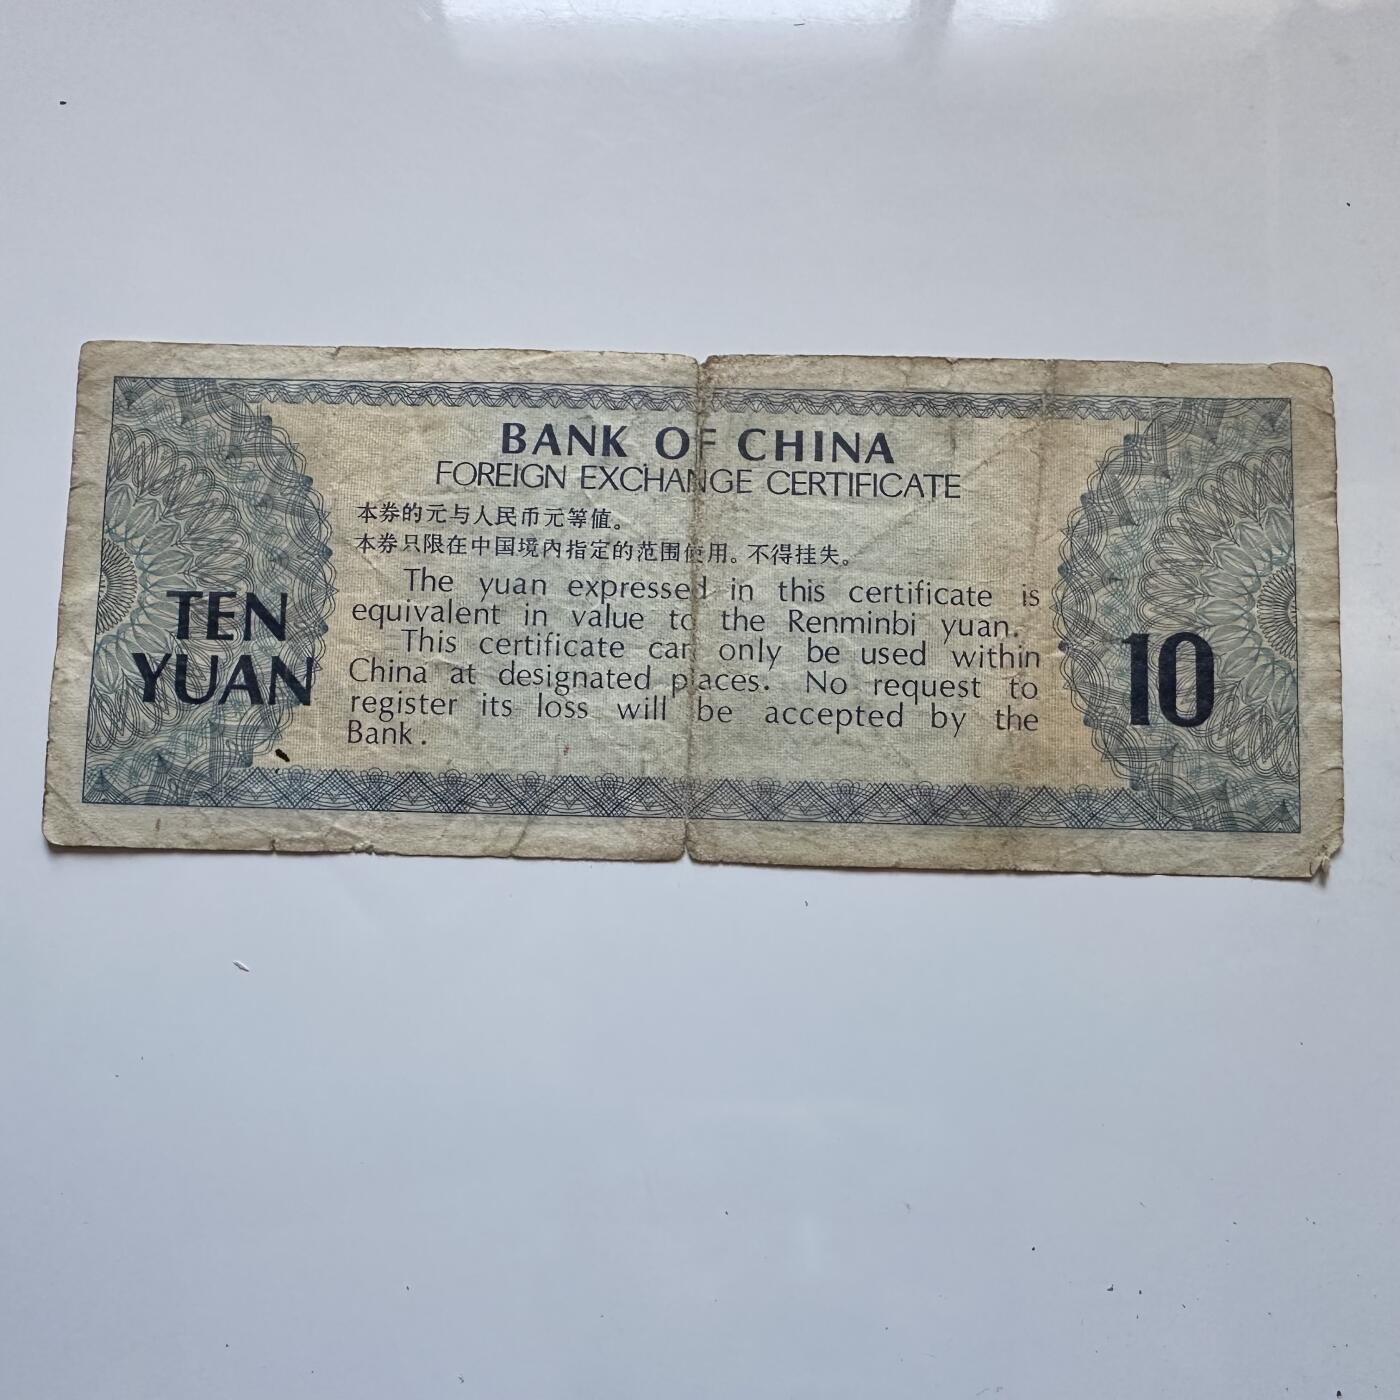 BANK OF CHINA
FOREIGN EXCHANGE CERTIFICATE
本券的元与人民币元等值。
本券只限在中国境内指定的范围使用。不得挂失。
The yuan expressed in this certificate is
equivalent in value to the Renminbi yuan.
This certificate can only be used within
China at designated places. No request to
register its loss will be accepted by the
Bank.
TEN
YUAN
10